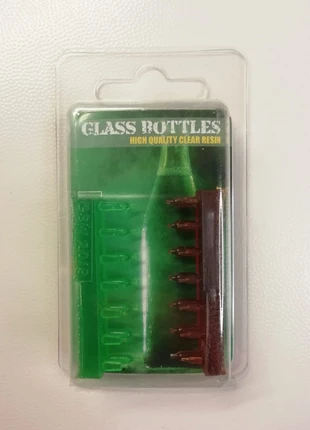 GLASS BOTTLES
HIGH QUALITY CLEAR RESIN